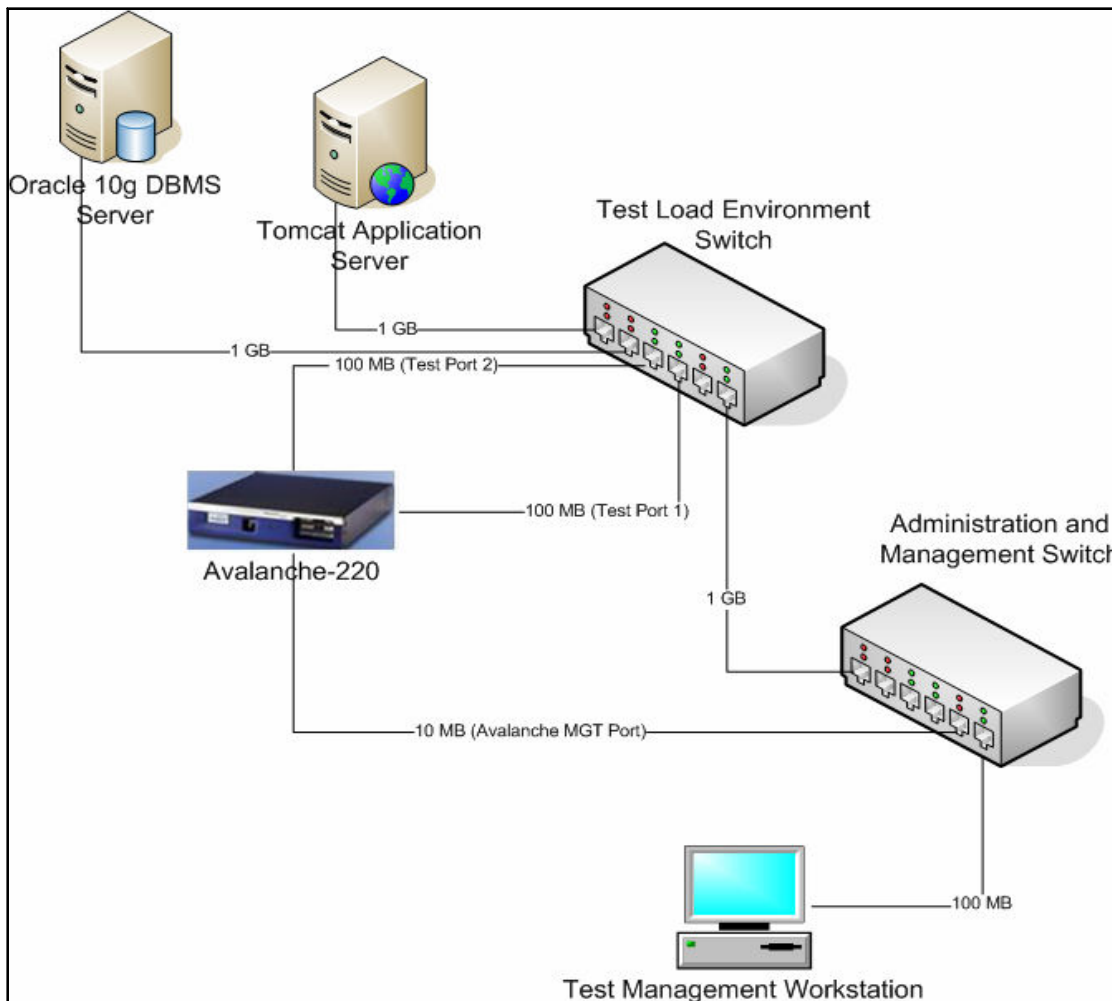 Oracle 10g DBMS
Server
Tomcat Application
Server
Test Load Environment
Switch
1 GB
1 GB
100 MB (Test Port 2)
100 MB (Test Port 1)
Avalanche-220
Administration and
Management Switch
1 GB
10 MB (Avalanche MGT Port)
100 MB
Test Management Workstation